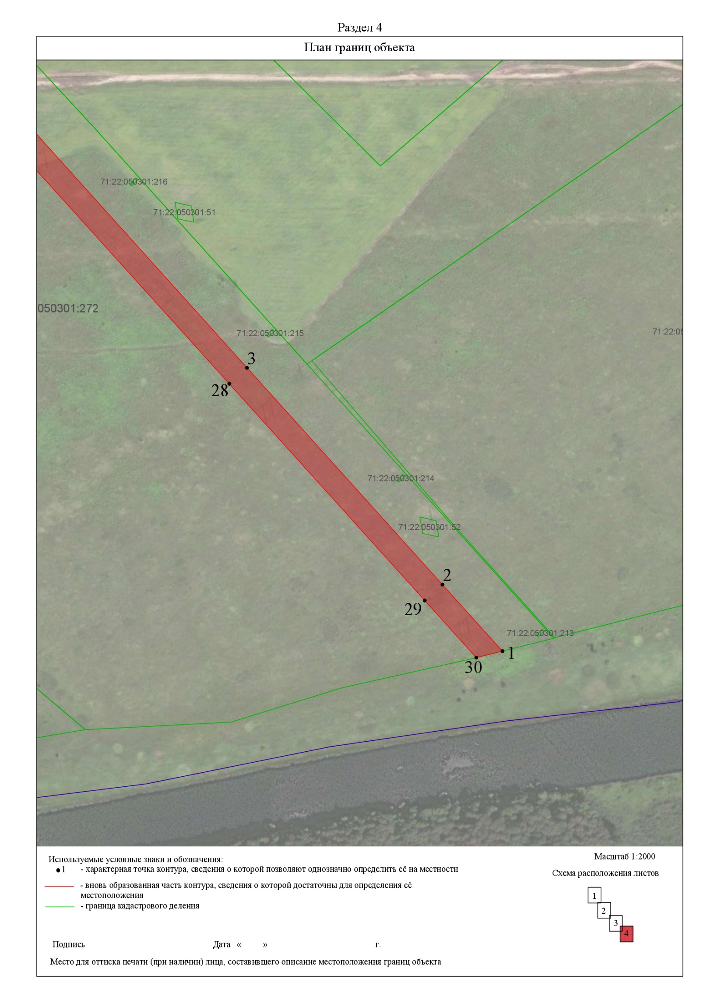 Раздел 4
План границ объекта
71:22:050301:216
71:22:050301:51
050301:272
71:22:050301:215
71:22:05
3
28
71:22:050301:214
71:22:050301:52
2
29
71:22:050301:213
1
30
Используемые условные знаки и обозначения:
1 - характерная точка контура, сведения о которой позволяют однозначно определить её на местности
- вновь образованная часть контура, сведения о которой достаточны для определения её
местоположения
- граница кадастрового деления
Масштаб 1:2000
Схема расположения листов
1
2
3
4
Подпись ____________ Дата «_____» ____________ ________ г.
Место для оттиска печати (при наличии) лица, составившего описание местоположения границ объекта